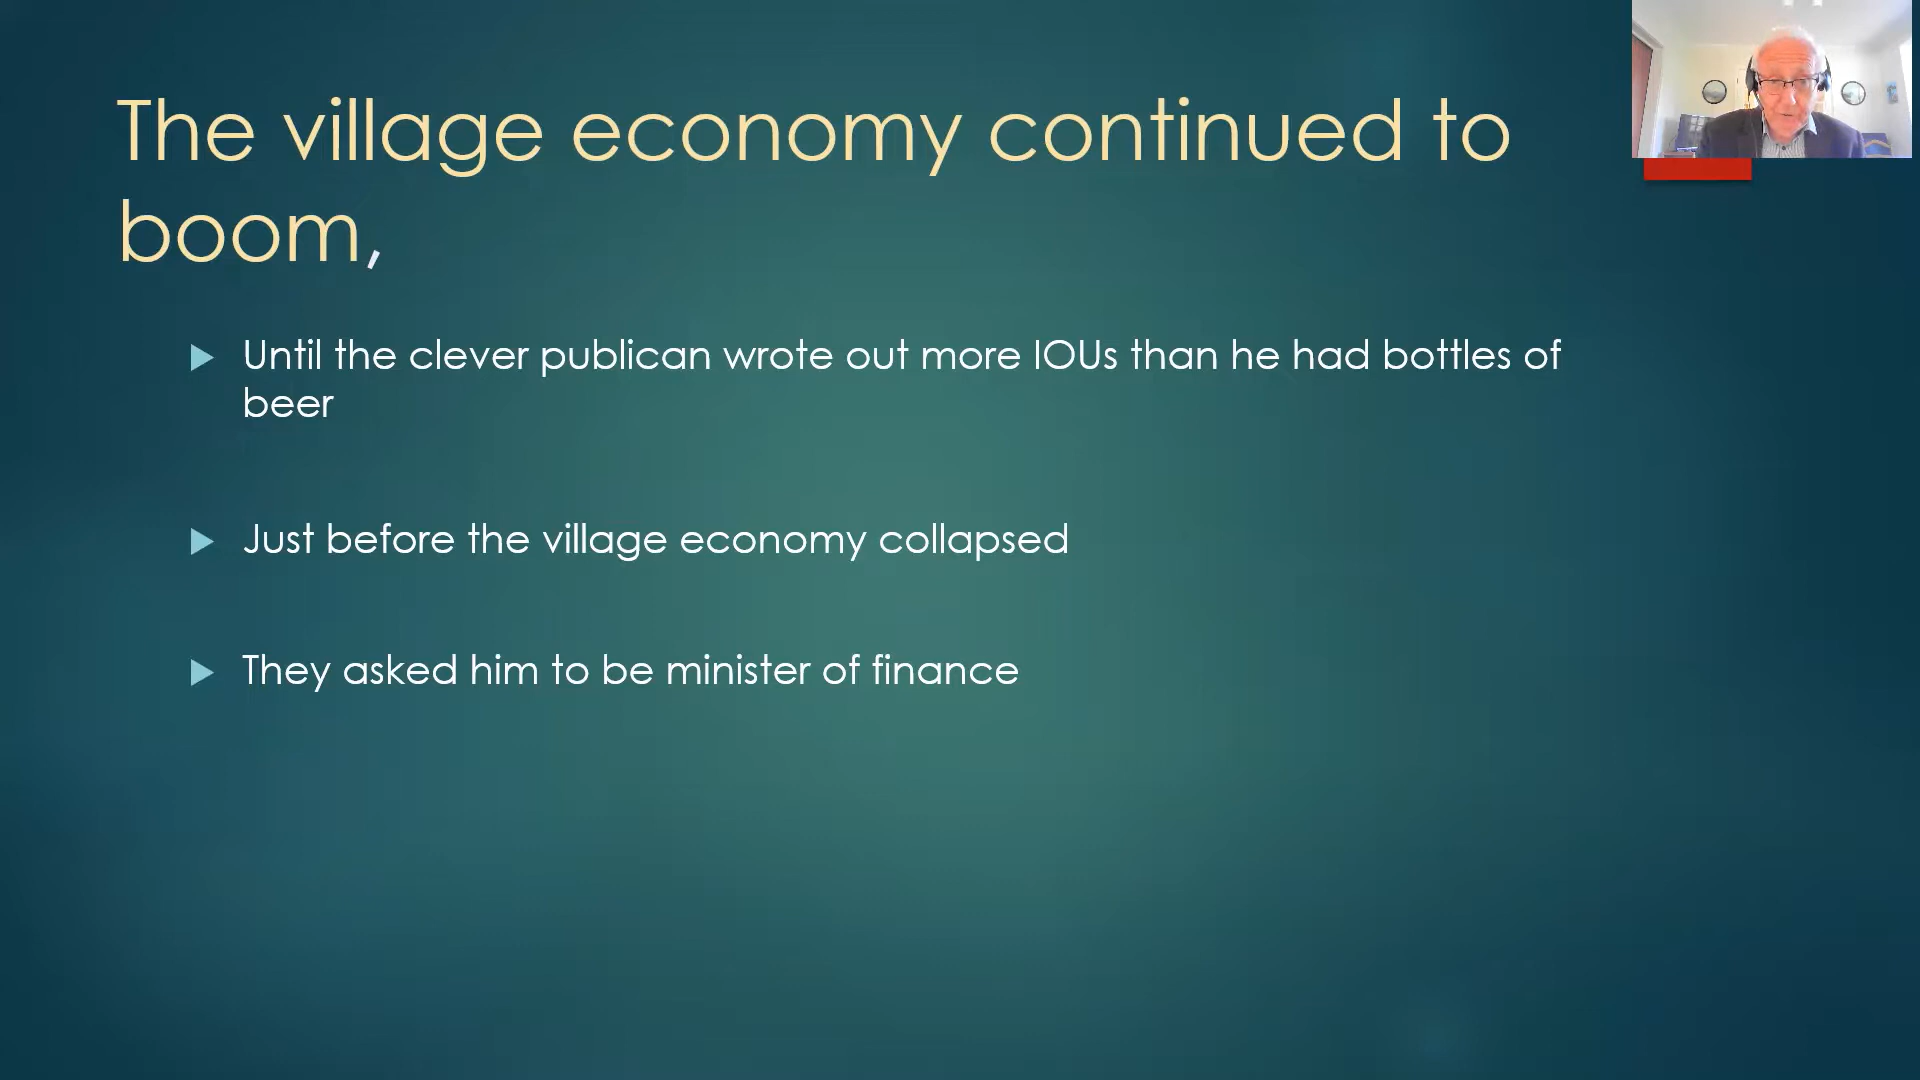 The village economy continued to
boom,
Until the clever publican wrote out more IOUs than he had bottles of
beer
Just before the village economy collapsed
They asked him to be minister of finance